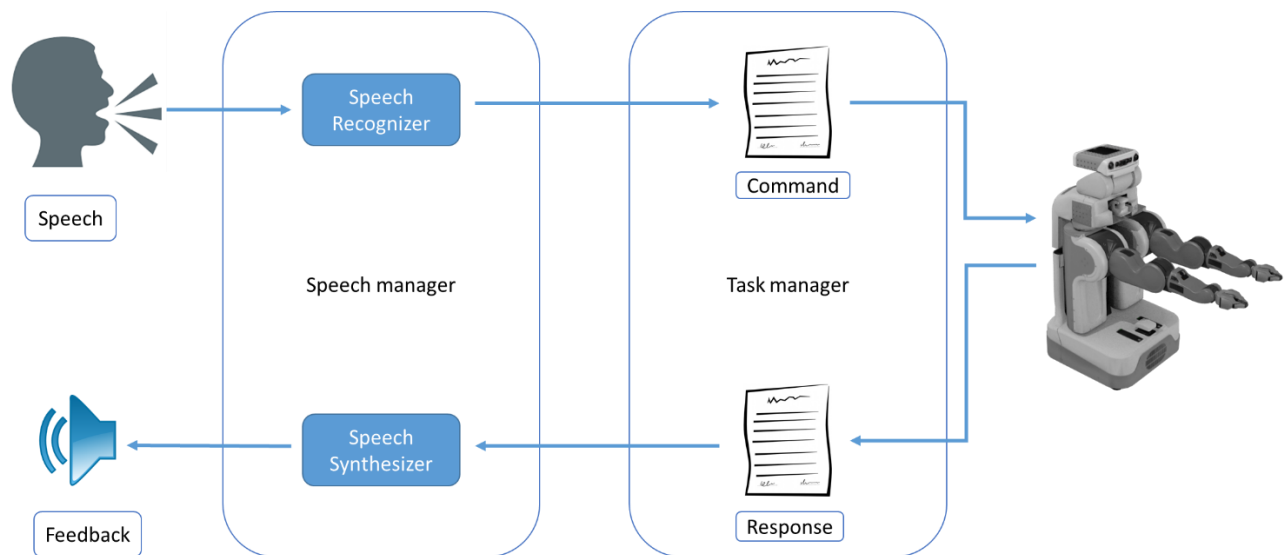 Speech
Recognizer
Command
Speech
Speech manager
Task manager
Speech
Synthesizer
Feedback
Response